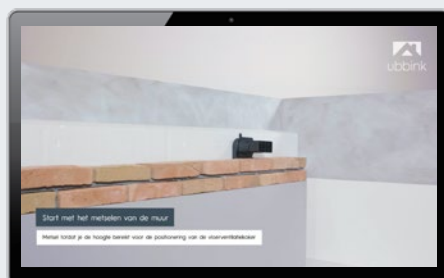 ubbink
Start met het metselen van de muur
Metsel totdat je de hoogte bereikt voor de positionering van de vloerventilatiekoker